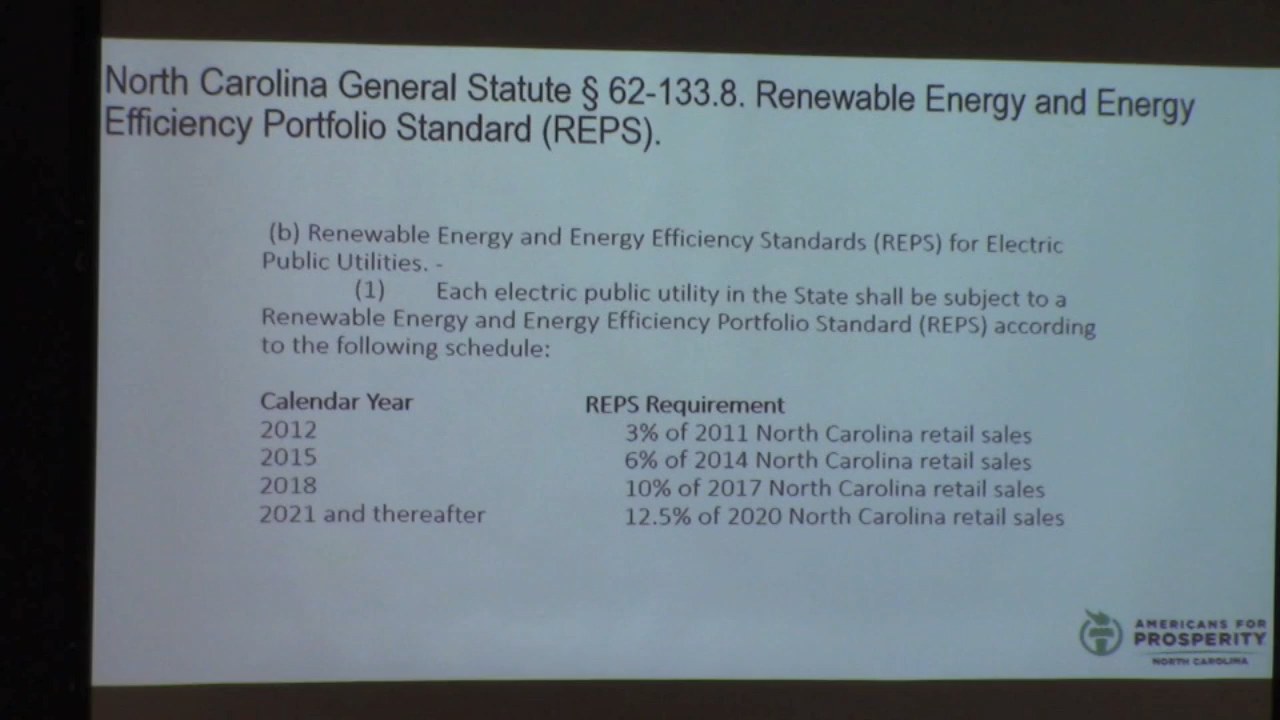 North Carolina General Statute § 62-133.8. Renewable Energy and Energy
Efficiency Portfolio Standard (REPS).
(b) Renewable Energy and Energy Efficiency Standards (REPS) for Electric
Public Utilities. -
(1) Each electric public utility in the State shall be subject to a
Renewable Energy and Energy Efficiency Portfolio Standard (REPS) according
to the following schedule:
Calendar Year REPS Requirement
2012 3% of 2011 North Carolina retail sales
2015 6% of 2014 North Carolina retail sales
2018 10% of 2017 North Carolina retail sales
2021 and thereafter 12.5% of 2020 North Carolina retail sales
AMERICANS FOR
PROSPERITY
NORTH CAROLINA